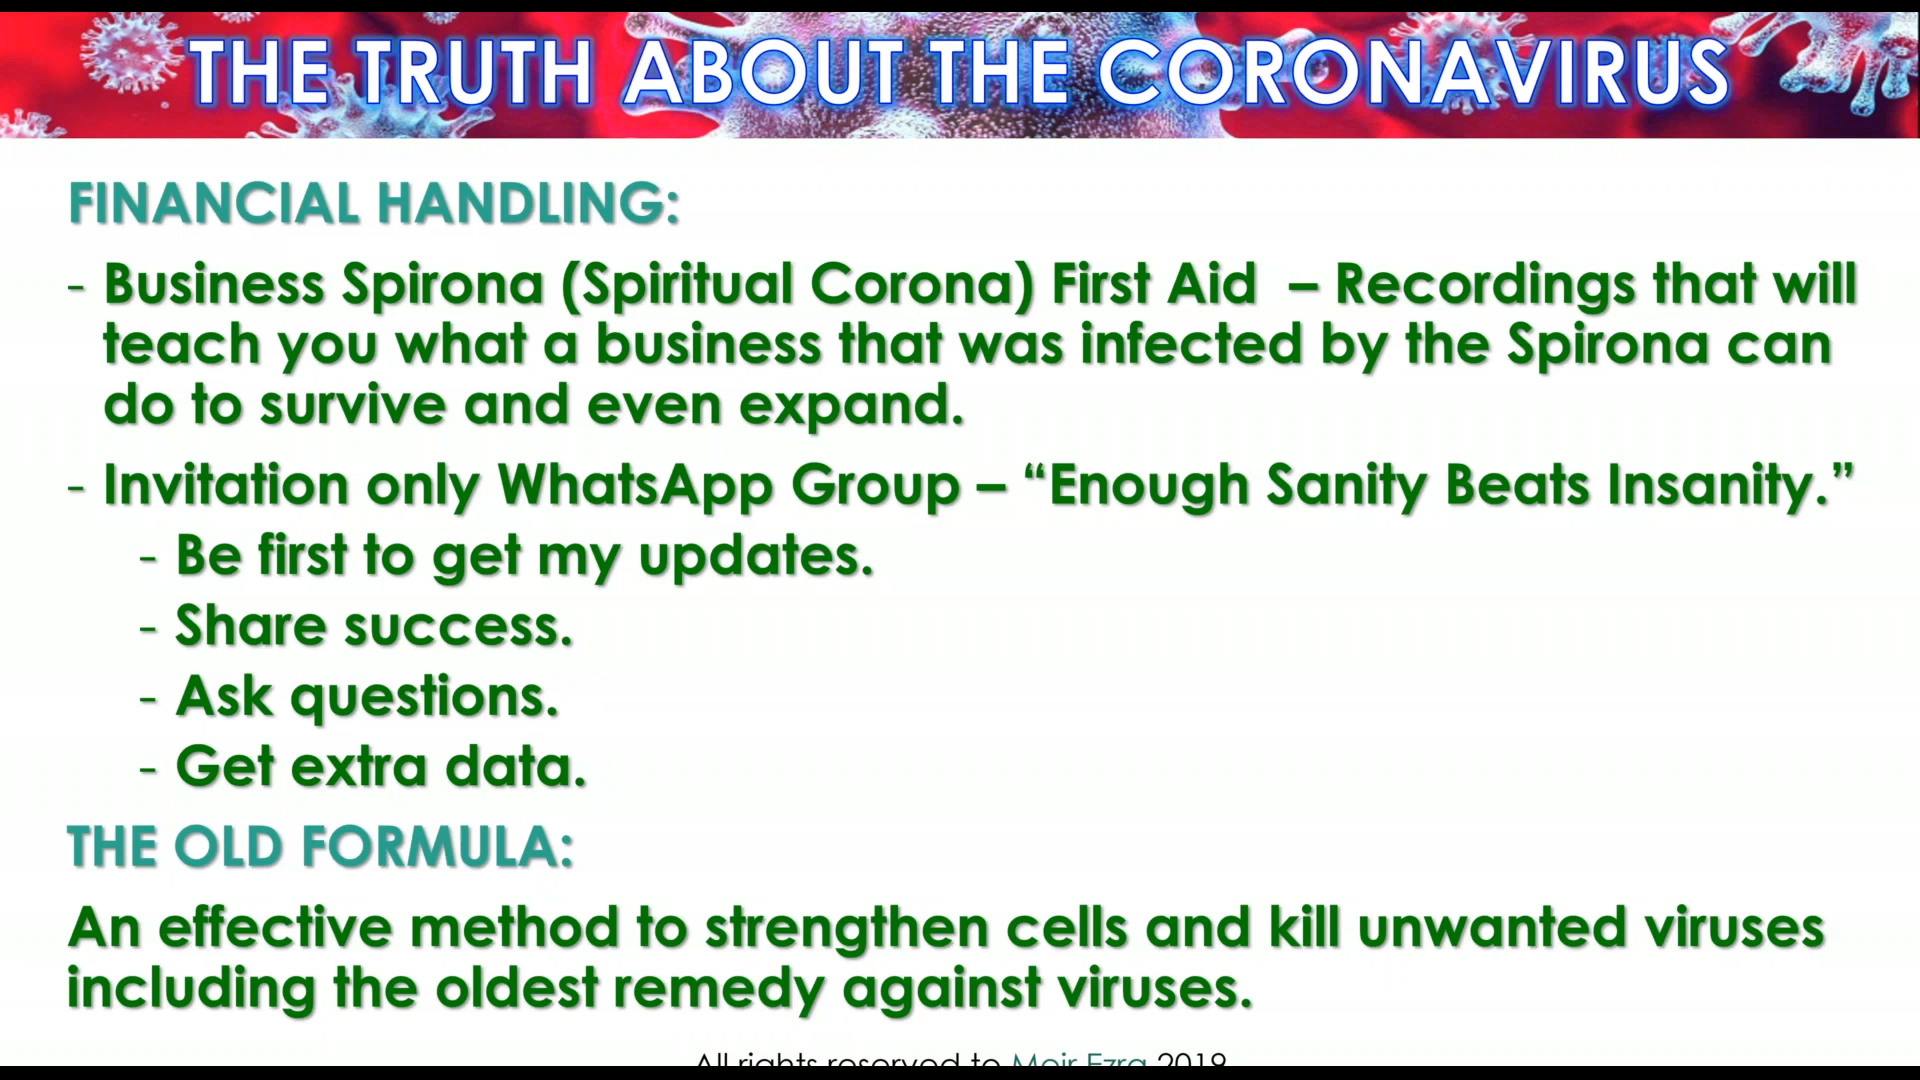 THE TRUTH ABOUT THE CORONAVIRUS
FINANCIAL HANDLING:
- Business Spirona (Spiritual Corona) First Aid – Recordings that will
teach you what a business that was infected by the Spirona can
do to survive and even expand.
- Invitation only WhatsApp Group – “Enough Sanity Beats Insanity.”
- Be first to get my updates.
- Share success.
- Ask questions.
- Get extra data.
THE OLD FORMULA:
An effective method to strengthen cells and kill unwanted viruses
including the oldest remedy against viruses.
All rights reserved to Meir Ezra 2019